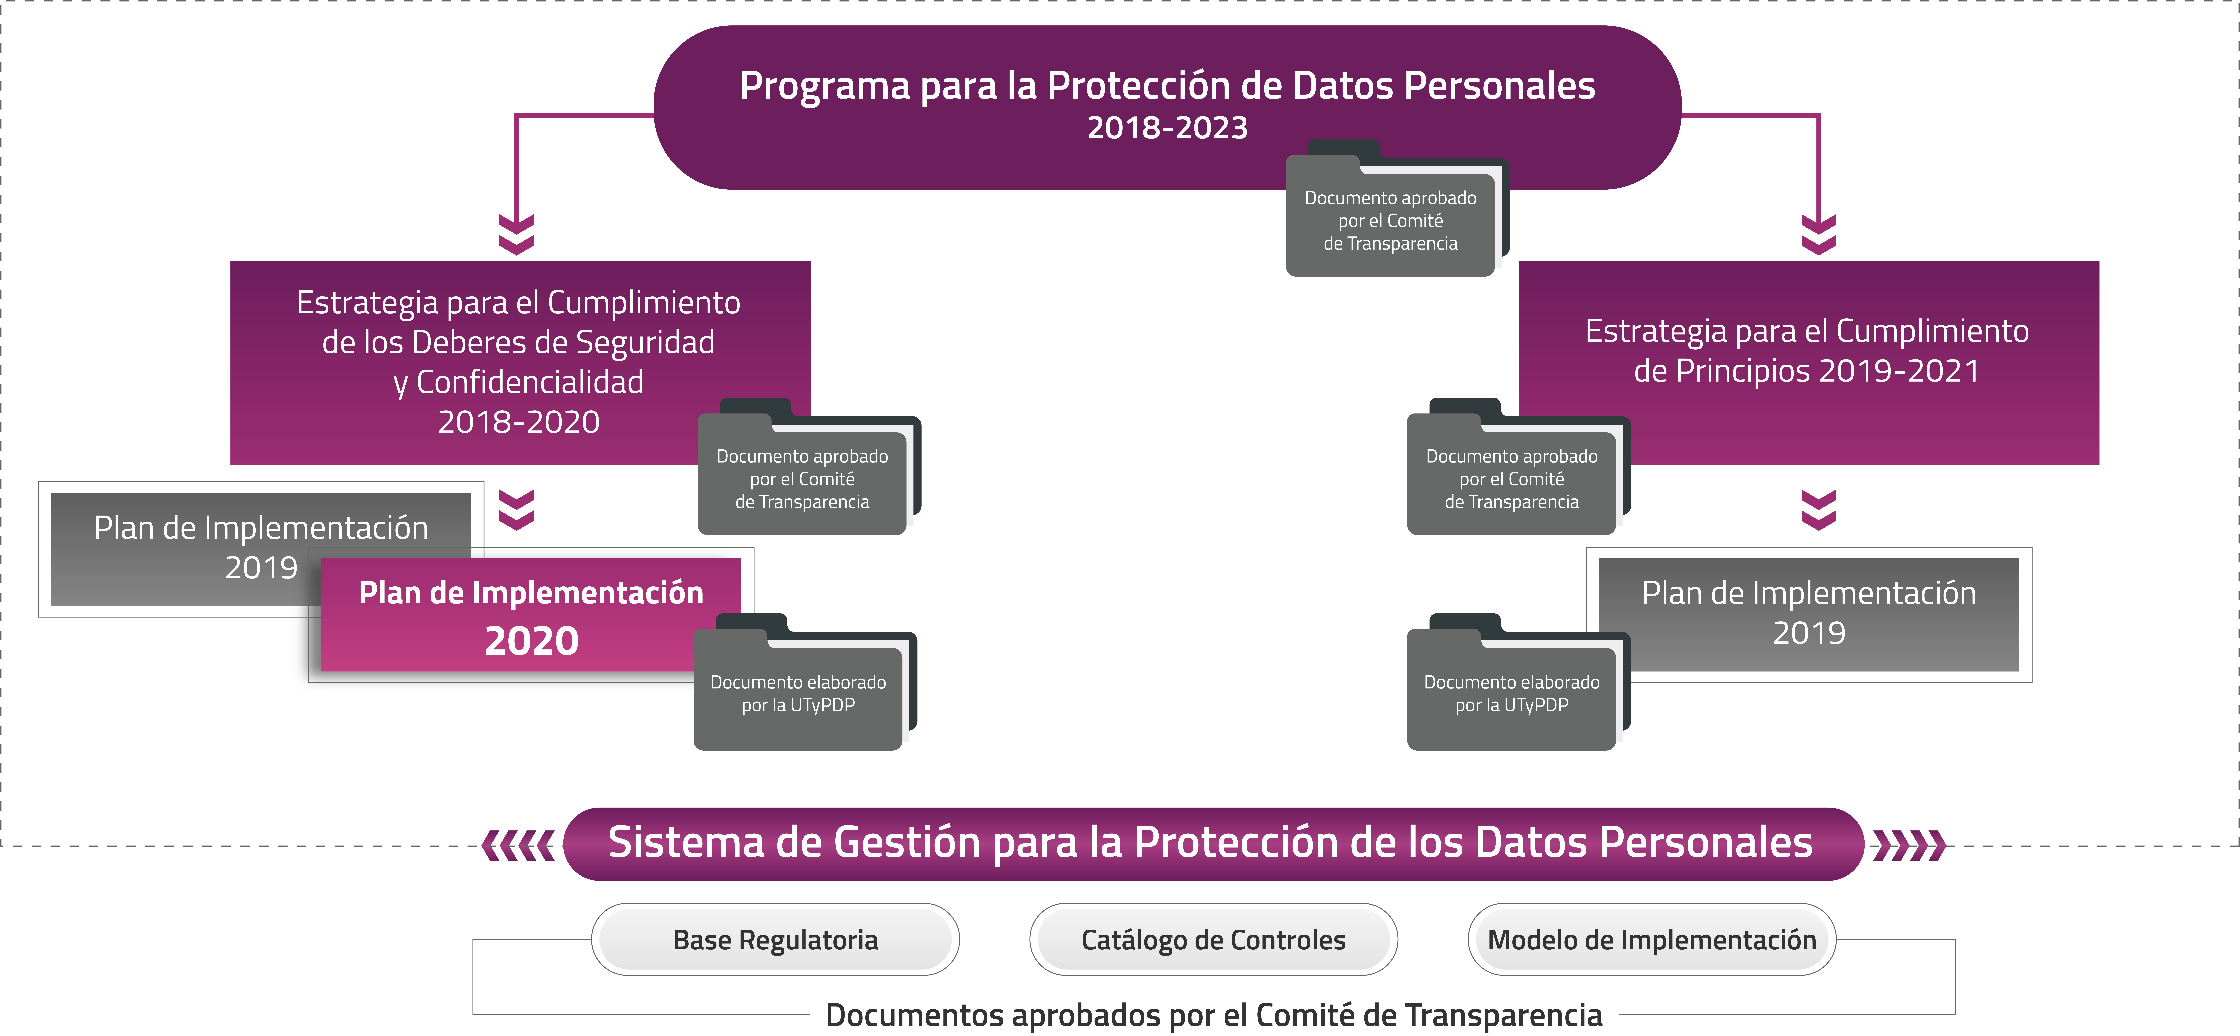 Programa para la Protección de Datos Personales
2018-2023
Documento aprobado
por el Comité
de Transparencia
Estrategia para el Cumplimiento
de los Deberes de Seguridad
y Confidencialidad
2018-2020
Documento aprobado
por el Comité
de Transparencia
Plan de Implementación
2019
Plan de Implementación
2020
Documento elaborado
por la UTyPDP
Estrategia para el Cumplimiento
de Principios 2019-2021
Documento aprobado
por el Comité
de Transparencia
Plan de Implementación
2019
Documento elaborado
por la UTyPDP
Sistema de Gestión para la Protección de los Datos Personales
Base Regulatoria
Catálogo de Controles
Modelo de Implementación
Documentos aprobados por el Comité de Transparencia